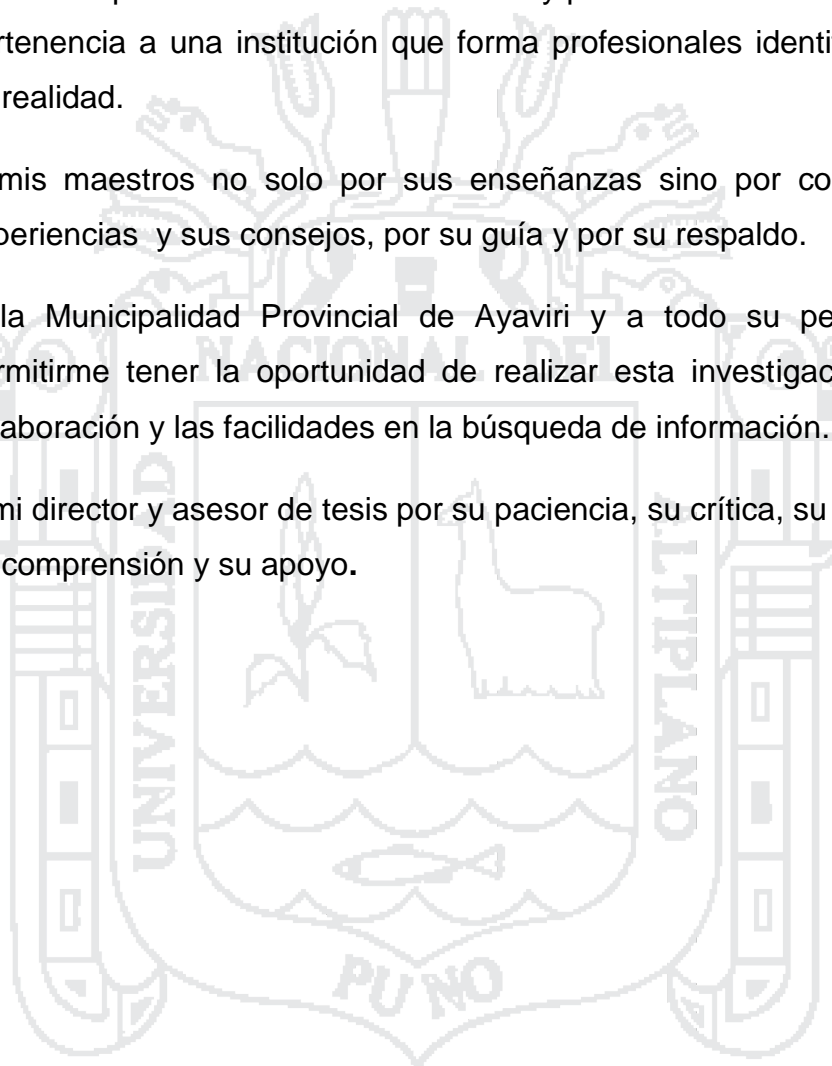 rtenencia a una institución que forma profesionales identi
realidad.
mis maestros no solo por sus enseñanzas sino por co
periencias y sus consejos, por su guía y por su respaldo.
la Municipalidad Provincial de Ayaviri y a todo su pe
rmitirme tener la oportunidad de realizar esta investigac
laboración y las facilidades en la búsqueda de información.
mi director y asesor de tesis por su paciencia, su crítica, su
comprensión y su apoyo.
NACIONAL DEL
UNIVERSIDAD
ALTIPLANO
PUNO